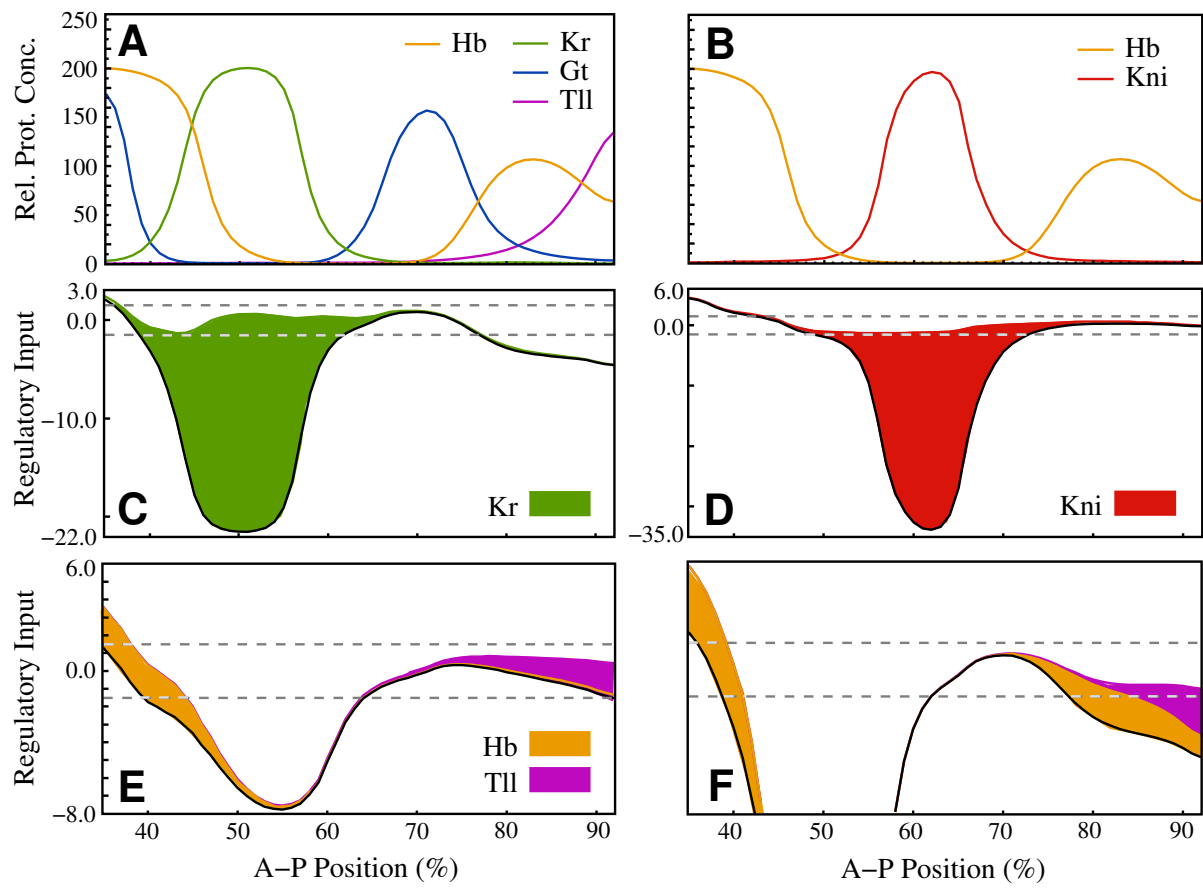 A
Hb
Kr
Gt
Tll
Rel. Prot. Conc.
250
200
150
100
50
0
B
Hb
Kni
Regulatory Input
3.0
0.0
−10.0
−22.0
C
Kr
6.0
0.0
−35.0
D
Kni
Regulatory Input
6.0
0.0
−8.0
E
Hb
Tll
40 50 60 70 80 90
A−P Position (%)
F
40 50 60 70 80 90
A−P Position (%)